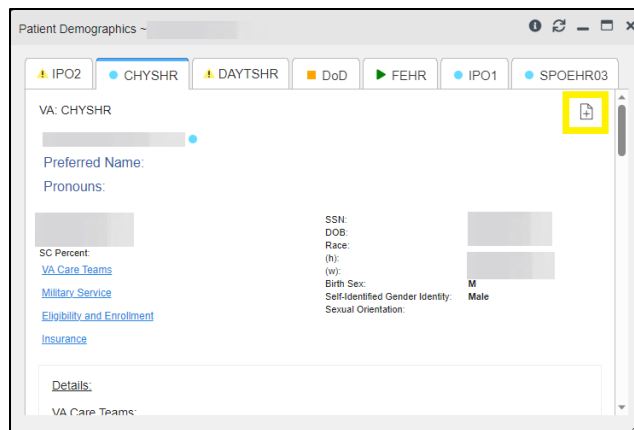 Patient Demographics ~
IPO2
CHYSHR
DAYTSHR
DoD
FEHR
IPO1
SPOEHR03
VA: CHYSHR
Preferred Name:
Pronouns:
SC Percent:
VA Care Teams
Military Service
Eligibility and Enrollment
Insurance
SSN:
DOB:
Race:
(h):
(w):
Birth Sex: M
Self-Identified Gender Identity: Male
Sexual Orientation:
Details:
VA Care Teams: